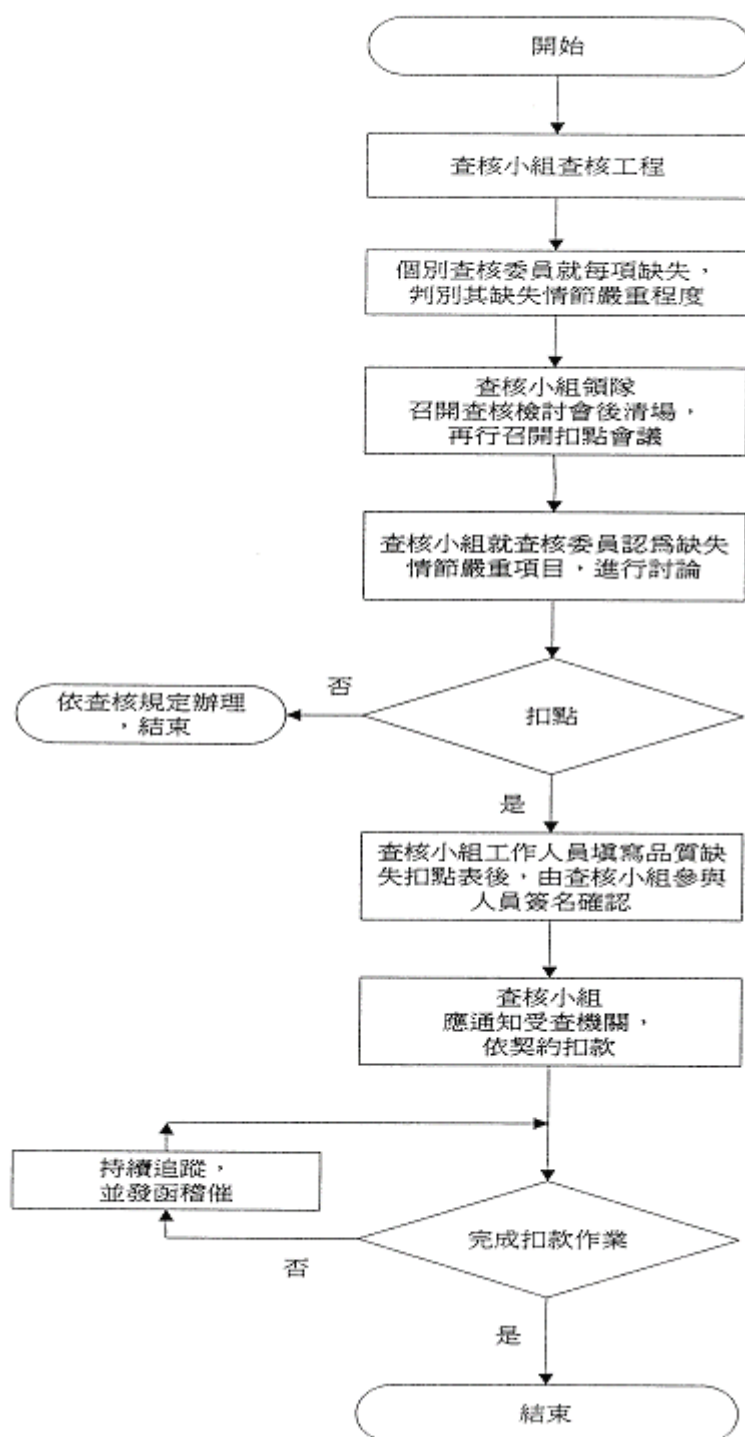 開始
查核小組查核工程
個別查核委員就每項缺失，
判別其缺失情節嚴重程度
查核小組領隊
召開查核檢討會後清場，
再行召開扣點會議
查核小組就查核委員認為缺失
情節嚴重項目，進行討論
扣點
否
依查核規定辦理
，結束
是
查核小組工作人員填寫品質缺
失扣點表後，由查核小組參與
人員簽名確認
查核小組
應通知受查機關，
依契約扣款
持續追蹤，
並發函稽催
完成扣款作業
否
是
結束